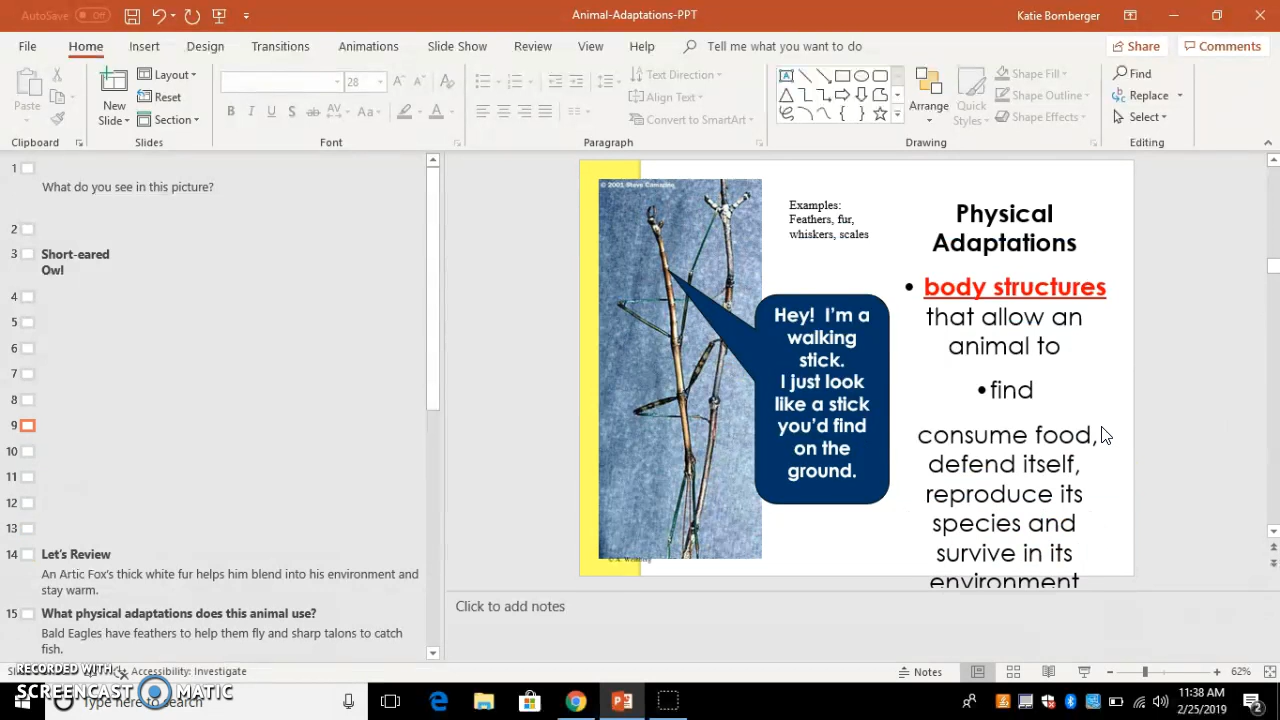 AutoSave Off Animal-Adaptations-PPT Katie Bomberger
File Home Insert Design Transitions Animations Slide Show Review View Help Tell me what you want to do Share Comments
Paste
New
Slide
Layout
Reset
Section
28
B I U S ab AV Aa A
Text Direction
Align Text
Convert to SmartArt
Arrange
Quick
Styles
Shape Fill
Shape Outline
Shape Effects
Find
Replace
Select
Clipboard Slides Font Paragraph Drawing Editing
1
What do you see in this picture?
2
3 Short-eared
Owl
4
5
6
7
8
9
10
11
12
13
14 Let's Review
An Artic Fox's thick white fur helps him blend into his environment and
stay warm.
15 What physical adaptations does this animal use?
Bald Eagles have feathers to help them fly and sharp talons to catch
fish.
© 2001 Steve
Examples:
Feathers, fur,
whiskers, scales
Hey! I'm a
walking
stick.
I just look
like a stick
you'd find
on the
ground.
Physical
Adaptations
• body structures
that allow an
animal to
•find
consume food,
defend itself,
reproduce its
species and
survive in its
environment
Click to add notes
Accessibility: Investigate
Notes 62%
RECORDED WITH
SCREENCAST MATIC
Type here to search
11:38 AM
2/25/2019
2